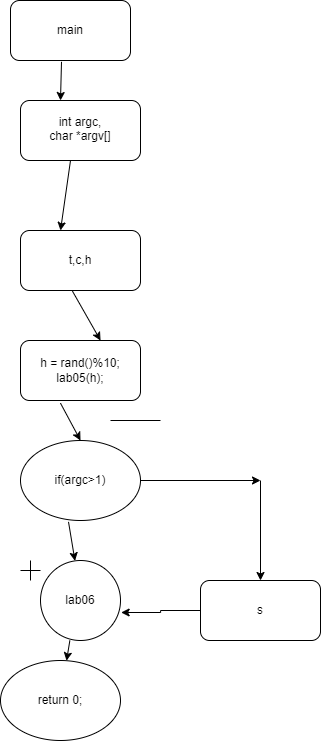 main
int argc,
char *argv[]
t,c,h
h = rand()%10;
lab05(h);
if(argc>1)
lab06
s
return 0;